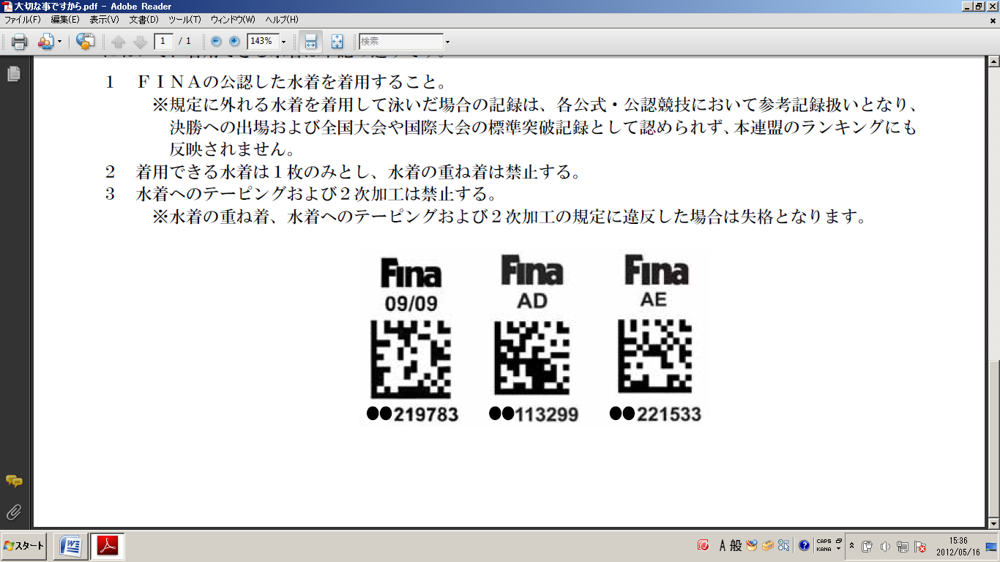 大切な事ですから.pdf - Adobe Reader
ファイル(F) 編集(E) 表示(V) 文書(D) ツール(T) ウィンドウ(W) ヘルプ(H)
1 / 1 143% 検索
1 ＦＩＮＡの公認した水着を着用すること。
※規定に外れる水着を着用して泳いだ場合の記録は、各公式・公認競技において参考記録扱いとなり、
決勝への出場および全国大会や国際大会の標準突破記録として認められず、本連盟のランキングにも
反映されません。
2 着用できる水着は１枚のみとし、水着の重ね着は禁止する。
3 水着へのテーピングおよび２次加工は禁止する。
※水着の重ね着、水着へのテーピングおよび２次加工の規定に違反した場合は失格となります。
Fina Fina Fina
09/09 AD AE
●●219783 ●●113299 ●●221533
スタート A 般 CAPS KANA 15:36
2012/05/16